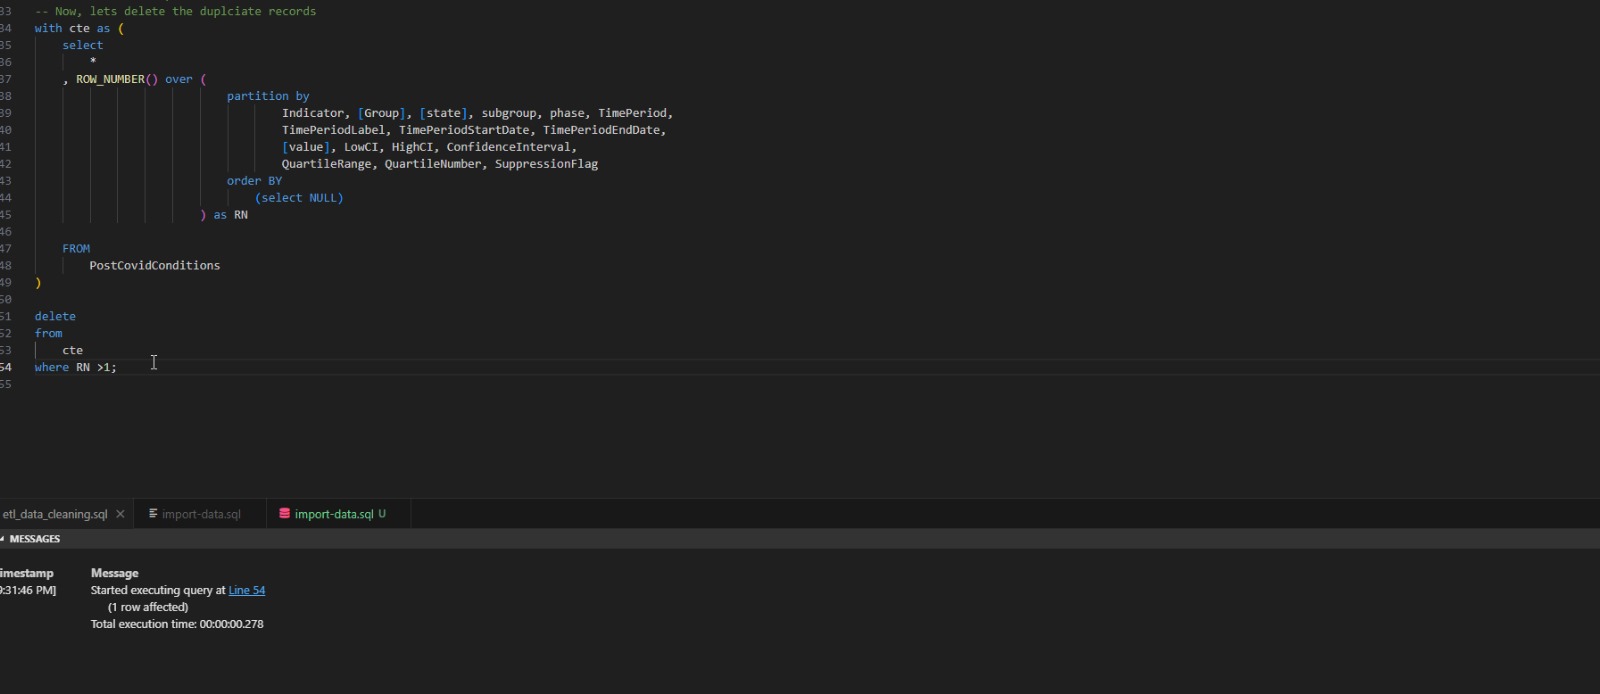 33 -- Now, lets delete the duplciate records
34 with cte as (
35 select
36 *
37 , ROW_NUMBER() over (
38 partition by
39 Indicator, [Group], [state], subgroup, phase, TimePeriod,
40 TimePeriodLabel, TimePeriodStartDate, TimePeriodEndDate,
41 [value], LowCI, HighCI, ConfidenceInterval,
42 QuartileRange, QuartileNumber, SuppressionFlag
43 order BY
44 (select NULL)
45 ) as RN
46
47 FROM
48 PostCovidConditions
49 )
50
51 delete
52 from
53 cte
54 where RN >1;
55
etl_data_cleaning.sql import-data.sql import-data.sql U
MESSAGES
imestamp Message
9:31:46 PM] Started executing query at Line 54
(1 row affected)
Total execution time: 00:00:00.278